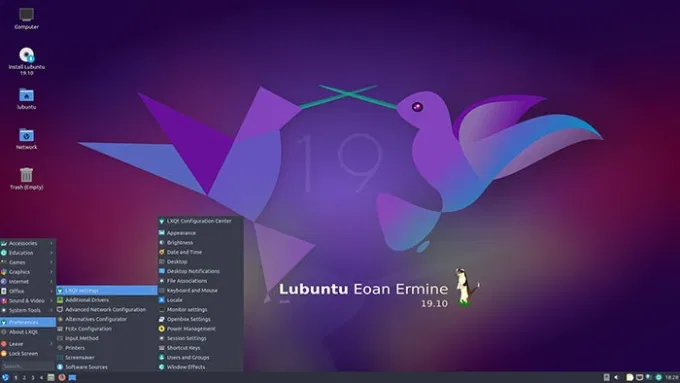 Computer
Install Lubuntu
19.10
lubuntu
Network
Trash (Empty)
19
Lubuntu Eoan Ermine
19.10
Accessories
Education
Games
Graphics
Internet
Office
Sound & Video
System Tools
Preferences
About LXQt
Leave
Lock Screen
Search...
LXQt settings
Additional Drivers
Advanced Network Configuration
Alternatives Configurator
Fcitx Configuration
Input Method
Printers
Screensaver
Software Sources
LXQt Configuration Center
Appearance
Brightness
Date and Time
Desktop
Desktop Notifications
File Associations
Keyboard and Mouse
Locale
Monitor settings
Openbox Settings
Power Management
Session Settings
Shortcut Keys
Users and Groups
Window Effects
1 2 3 4
18:29